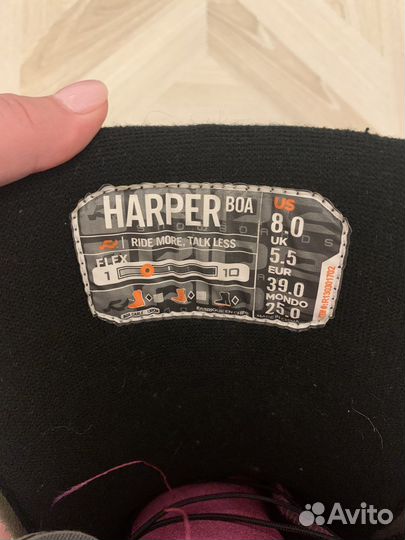 HARPER BOA
RIDE MORE, TALK LESS
FLEX
1 10
US
8.0
UK
5.5
EUR
39.0
MONDO
25.0
Avito